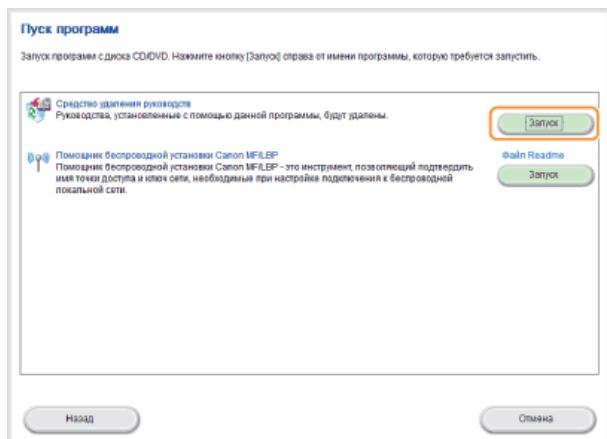 Пуск программ
Запуск программ с диска CD/DVD. Нажмите кнопку [Запуск] справа от имени программы, которую требуется запустить.
Средство удаления руководств
Руководства, установленные с помощью данной программы, будут удалены.
Запуск
Помощник беспроводной установки Canon MF/LBP
Файл Readme
Помощник беспроводной установки Canon MF/LBP - это инструмент, позволяющий подтвердить
имя точки доступа и ключ сети, необходимые при настройке подключения к беспроводной
локальной сети.
Запуск
Назад
Отмена